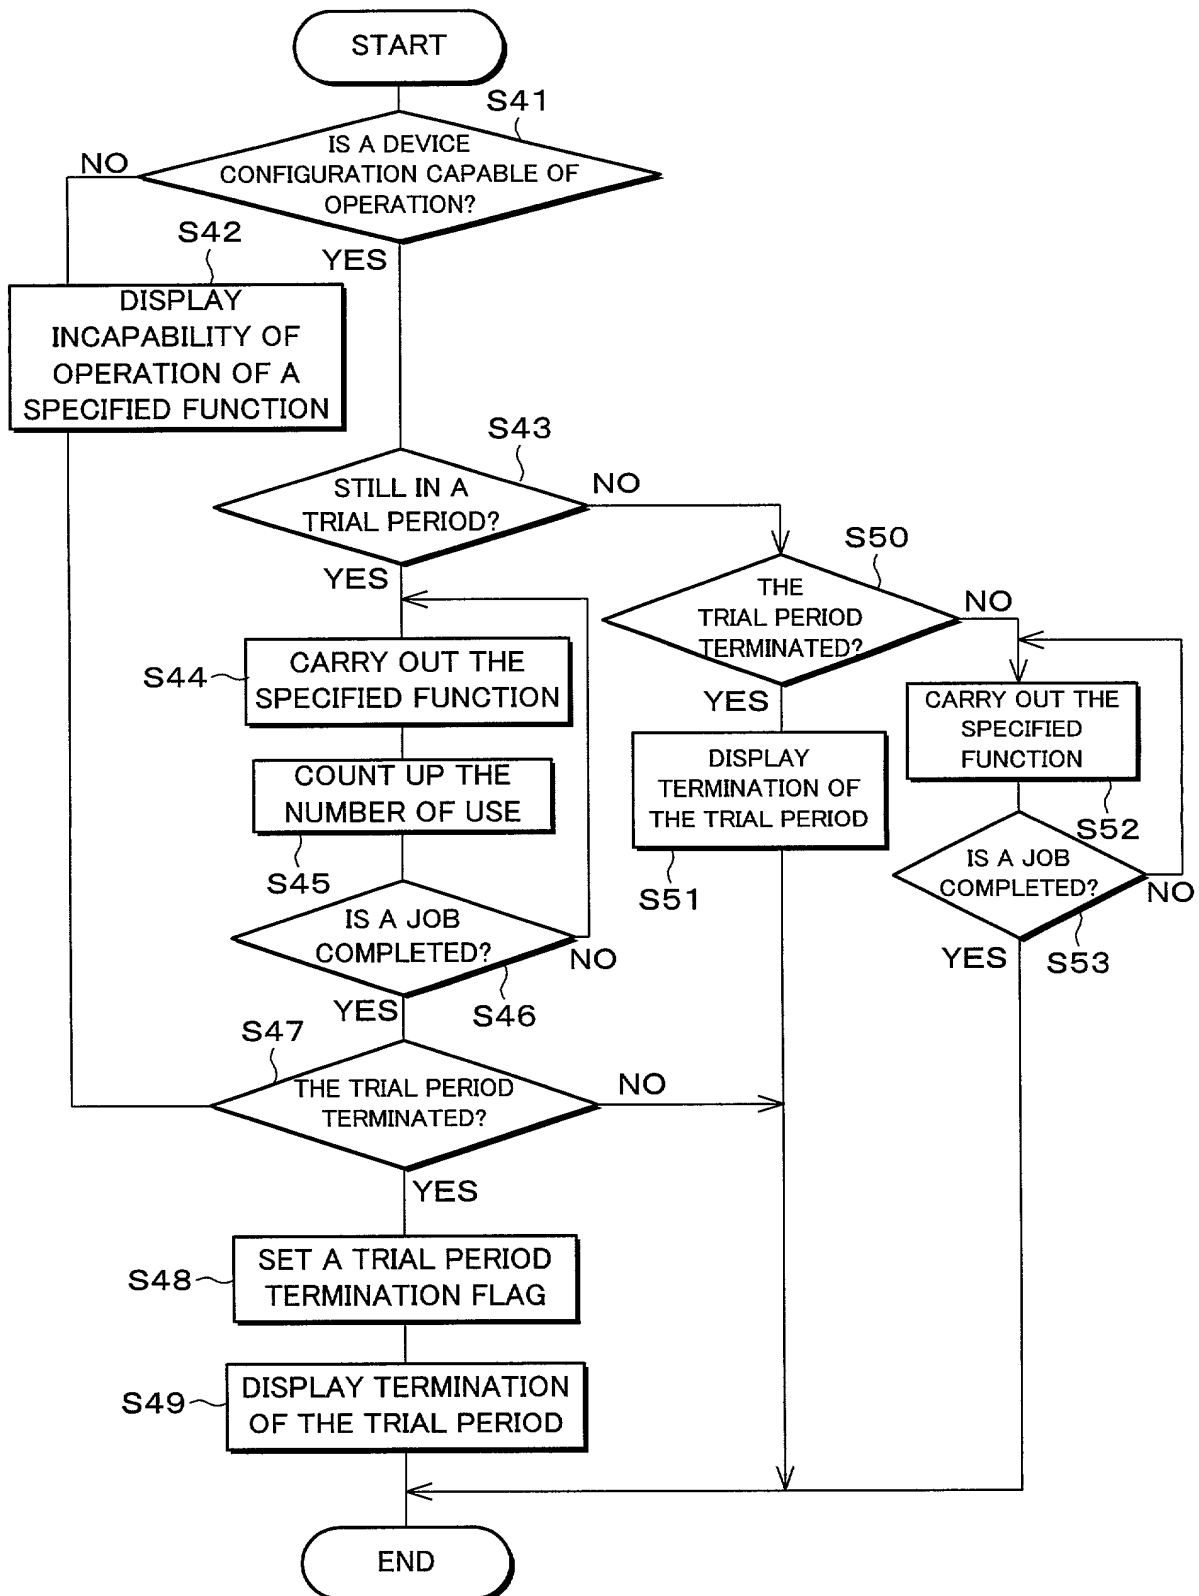 START
S41
IS A DEVICE
CONFIGURATION CAPABLE OF
OPERATION?
NO
YES
S42
DISPLAY
INCAPABILITY OF
OPERATION OF A
SPECIFIED FUNCTION
S43
STILL IN A
TRIAL PERIOD?
NO
YES
S44
CARRY OUT THE
SPECIFIED FUNCTION
COUNT UP THE
NUMBER OF USE
S45
IS A JOB
COMPLETED?
NO
YES
S46
S47
THE TRIAL PERIOD
TERMINATED?
NO
YES
S48
SET A TRIAL PERIOD
TERMINATION FLAG
S49
DISPLAY TERMINATION
OF THE TRIAL PERIOD
S50
THE
TRIAL PERIOD
TERMINATED?
NO
YES
DISPLAY
TERMINATION OF
THE TRIAL PERIOD
S51
CARRY OUT THE
SPECIFIED
FUNCTION
S52
IS A JOB
COMPLETED?
NO
YES
S53
END